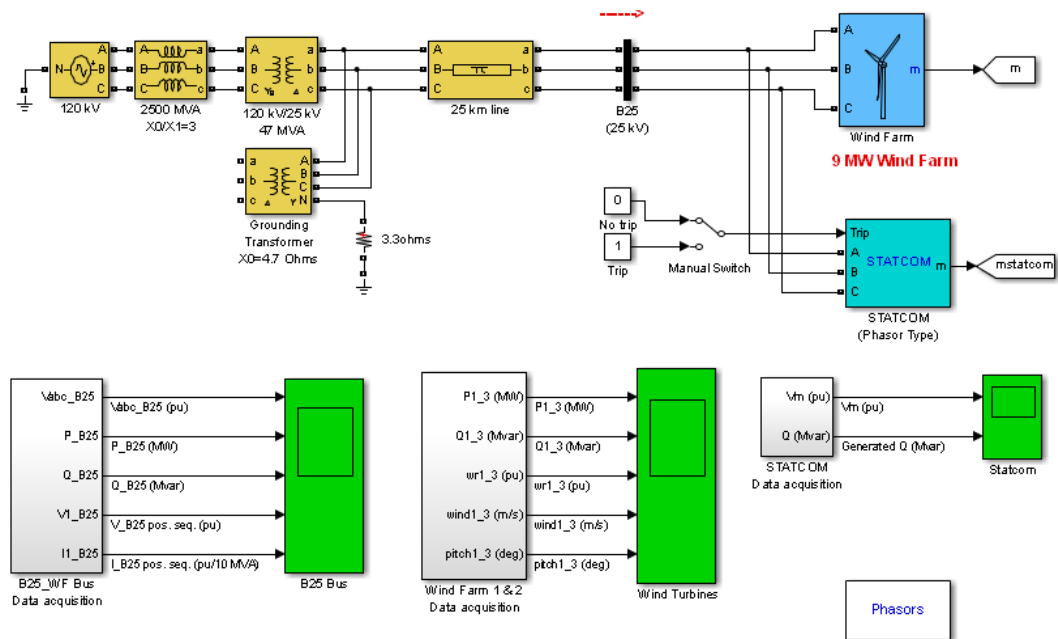 N
A
B
C
120 kV
A
B
C
a
b
c
2500 MVA
X0/X1=3
A
B
C
a
b
c
120 kV/25 kV
47 MVA
a
b
c
A
B
C
N
Grounding
Transformer
X0=4.7 Ohms
3.3ohms
A
B
C
a
b
c
25 km line
B25
(25 kV)
A
B
C
m
Wind Farm
9 MW Wind Farm
m
0
No trip
1
Trip
Manual Switch
Trip
A
B
C
STATCOM
m
STATCOM
(Phasor Type)
mstatcom
Vabc_B25
Vabc_B25 (pu)
P_B25
P_B25 (MW)
Q_B25
Q_B25 (Mvar)
V1_B25
V_B25 pos. seq. (pu)
I1_B25
I_B25 pos. seq. (pu/10 MVA)
B25_WF Bus
Data acquisition
B25 Bus
P1_3 (MW)
P1_3 (MW)
Q1_3 (Mvar)
Q1_3 (Mvar)
wr1_3 (pu)
wr1_3 (pu)
wind1_3 (m/s)
wind1_3 (m/s)
pitch1_3 (deg)
pitch1_3 (deg)
Wind Farm 1 & 2
Data acquisition
Wind Turbines
Vm (pu)
Vm (pu)
Q (Mvar)
Generated Q (Mvar)
STATCOM
Data acquisition
Statcom
Phasors